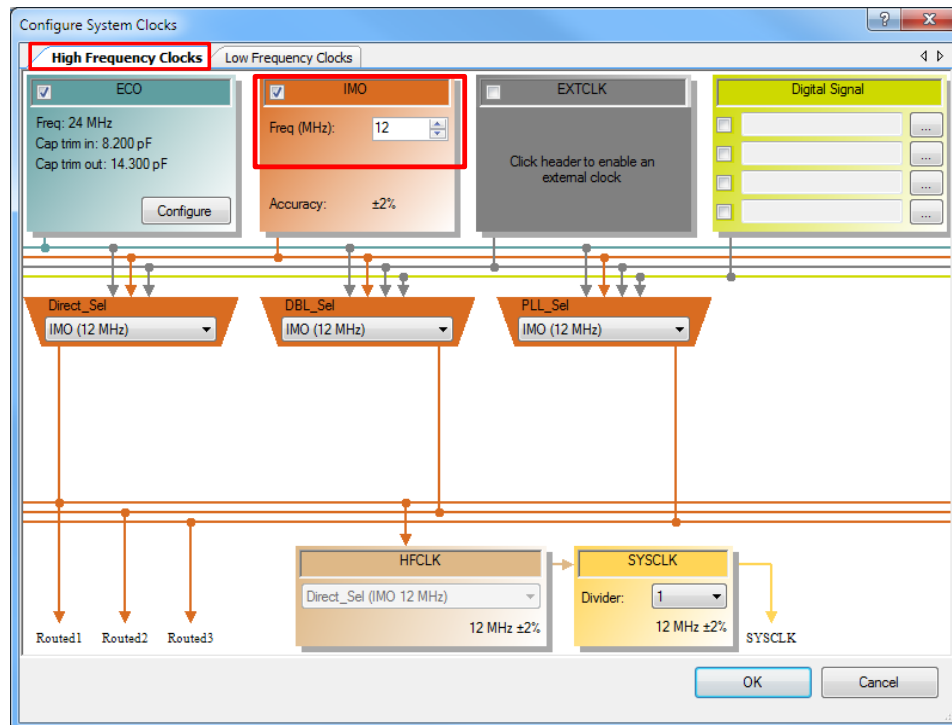 Configure System Clocks
?
X
High Frequency Clocks
Low Frequency Clocks
ECO
Freq: 24 MHz
Cap trim in: 8.200 pF
Cap trim out: 14.300 pF
Configure
IMO
Freq (MHz): 12
Accuracy: ±2%
EXTCLK
Click header to enable an
external clock
Digital Signal
...
...
...
...
Direct_Sel
IMO (12 MHz)
DBL_Sel
IMO (12 MHz)
PLL_Sel
IMO (12 MHz)
HFCLK
Direct_Sel (IMO 12 MHz)
12 MHz ±2%
SYSCLK
Divider: 1
12 MHz ±2%
Routed1 Routed2 Routed3
SYSCLK
OK
Cancel